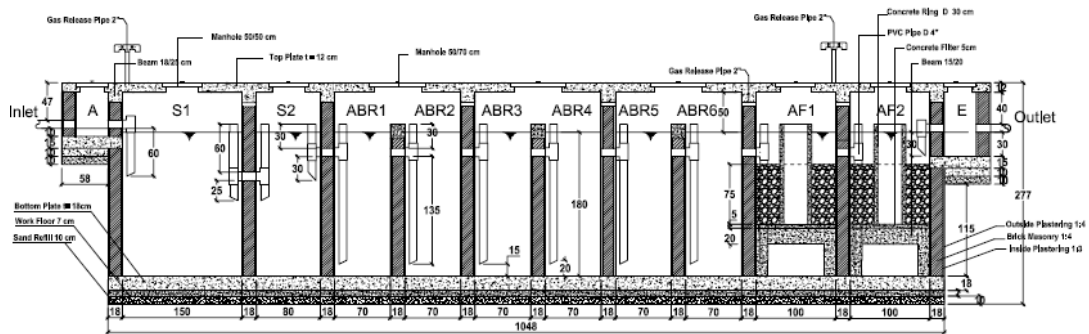 Gas Release Pipe 2"
Manhole 50/50 cm
Beam 18/25 cm
Top Plate t = 12 cm
Manhole 50/70 cm
Gas Release Pipe 2"
Gas Release Pipe 2"
Concrete Ring D 30 cm
PVC Pipe D 4"
Concrete Filter 5cm
Beam 15/20
47
Inlet
A
S1
S2
ABR1
ABR2
ABR3
ABR4
ABR5
ABR6
AF1
AF2
E
Outlet
12
40
30
15
50
60
60
25
30
30
30
135
15
180
20
75
5
20
30
115
277
18
58
Bottom Plate t= 18cm
Work Floor 7 cm
Sand Refill 10 cm
Outside Plastering 1:4
Brick Masonry 1:4
Inside Plastering 1:3
18 150 18 80 18 70 18 70 18 70 18 70 18 70 18 70 18 100 18 100 18
1048